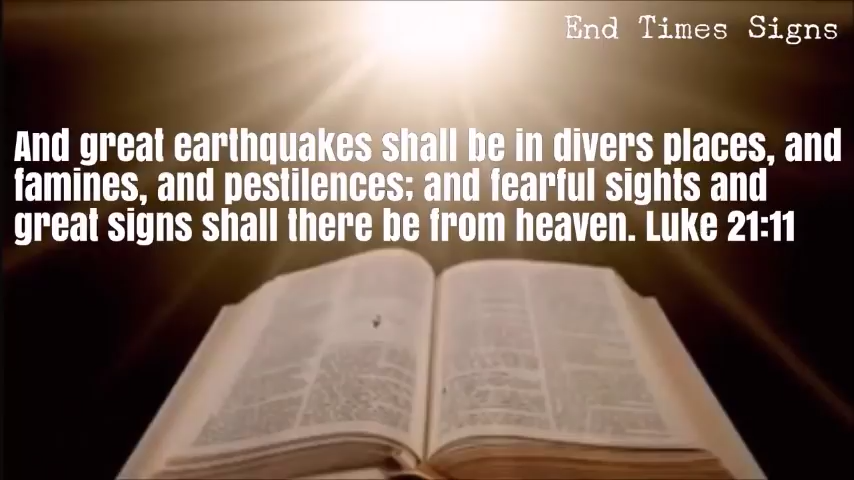 End Times Signs
And great earthquakes shall be in divers places, and
famines, and pestilences; and fearful sights and
great signs shall there be from heaven. Luke 21:11